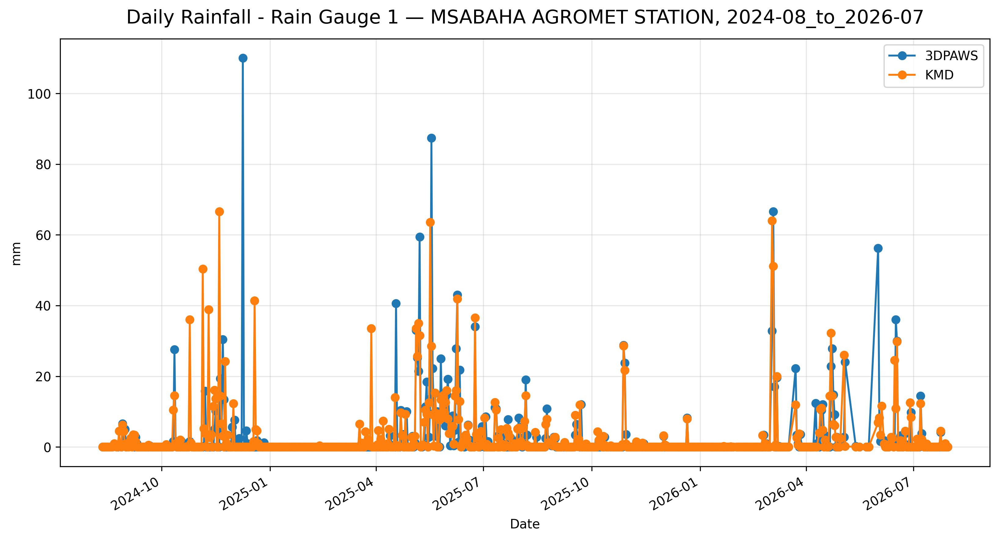 Daily Rainfall - Rain Gauge 1 — MSABAHA AGROMET STATION, 2024-08_to_2026-07
3DPAWS
KMD
100
80
60
40
20
0
mm
2024-10
2025-01
2025-04
2025-07
2025-10
2026-01
2026-04
2026-07
Date